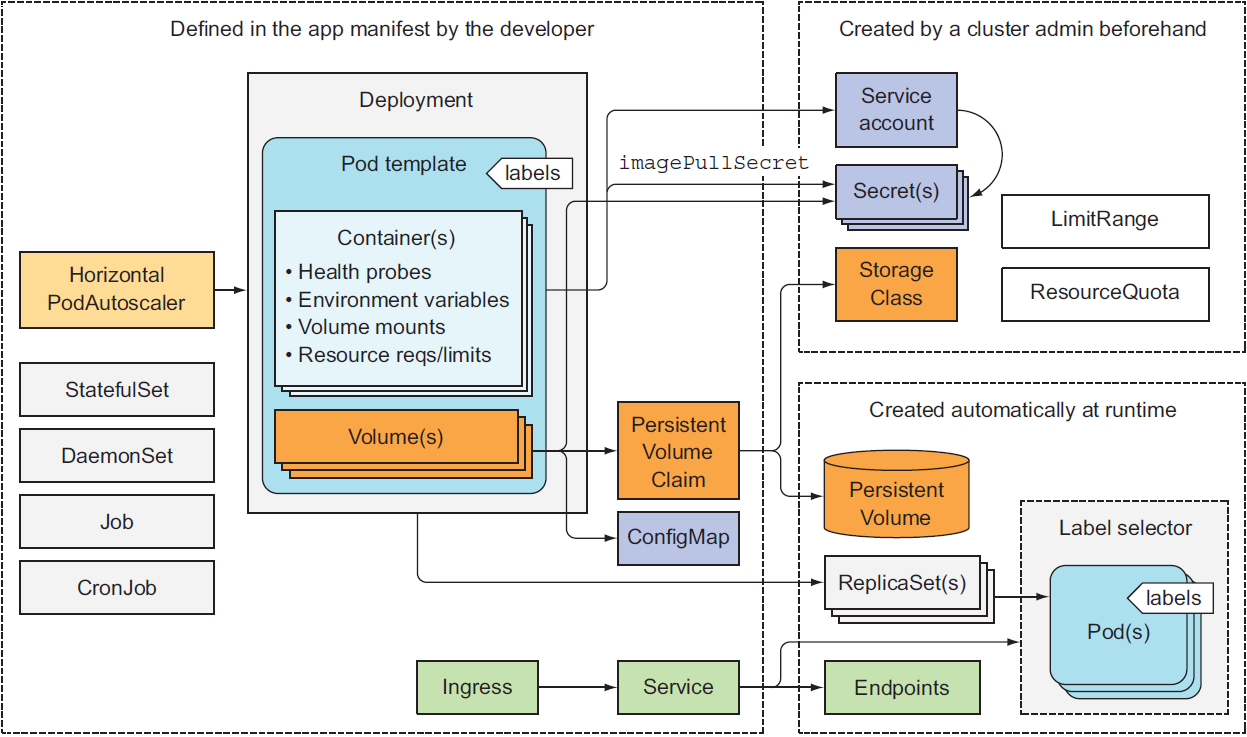 Defined in the app manifest by the developer
Deployment
Pod template
labels
Container(s)
• Health probes
• Environment variables
• Volume mounts
• Resource reqs/limits
Volume(s)
Horizontal
PodAutoscaler
StatefulSet
DaemonSet
Job
CronJob
Persistent
Volume
Claim
ConfigMap
Ingress
Service
imagePullSecret
Created by a cluster admin beforehand
Service
account
Secret(s)
Storage
Class
LimitRange
ResourceQuota
Created automatically at runtime
Persistent
Volume
ReplicaSet(s)
Endpoints
Label selector
labels
Pod(s)